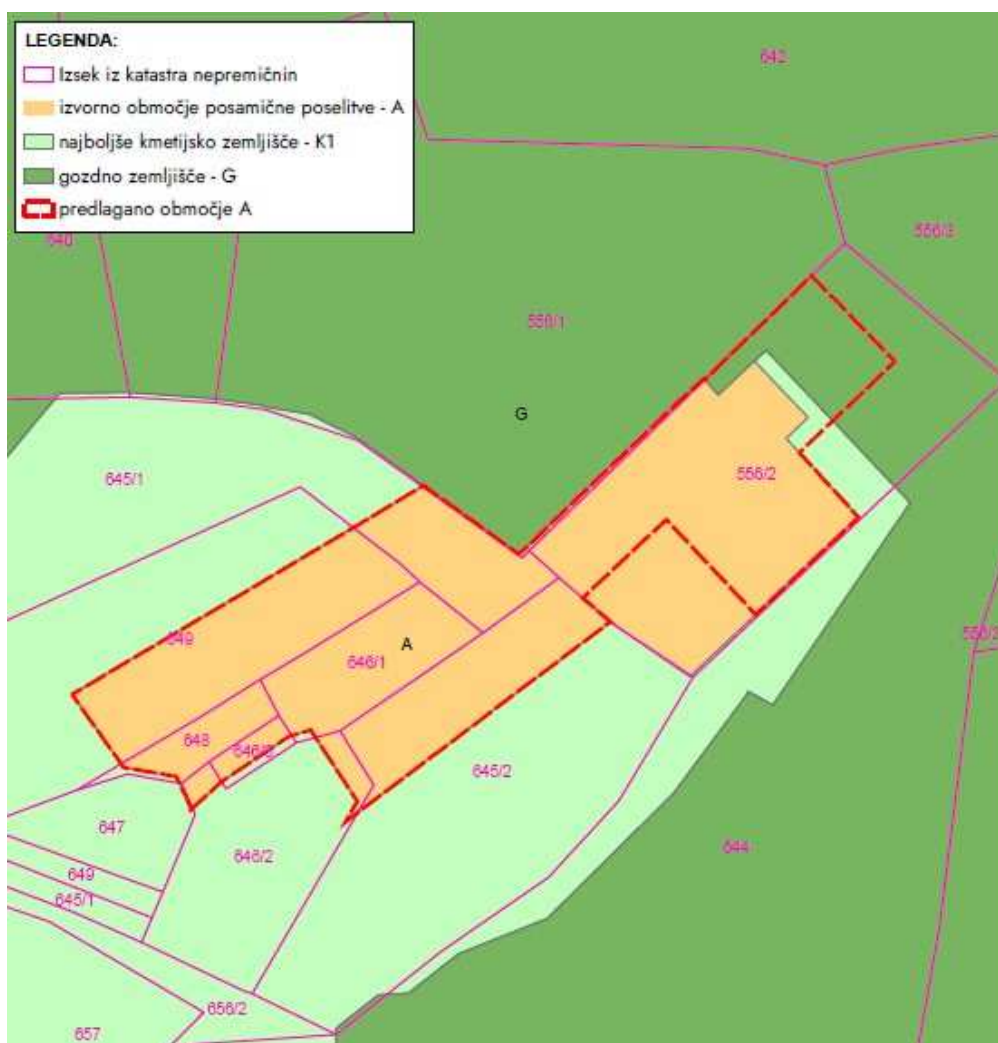 LEGENDA:
Izsek iz katastra nepremičnin
izvorno območje posamične poselitve - A
najboljše kmetijsko zemljišče - K1
gozdno zemljišče - G
predlagano območje A
642
640
556/3
556/1
G
645/1
556/2
649
A
646/1
648
646/2
645/2
647
646/2
644
649
645/1
656/2
657